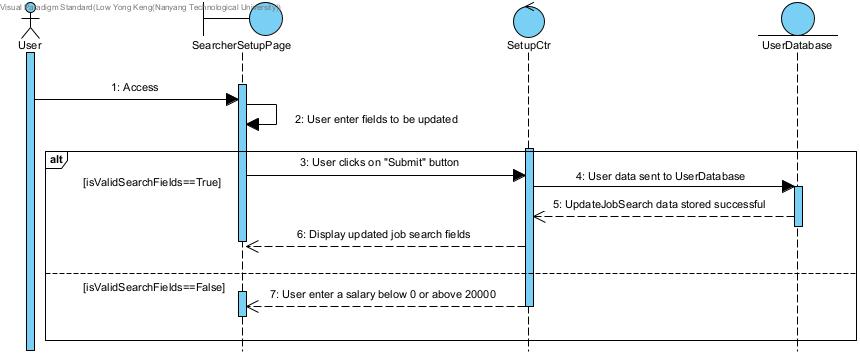 Visual Paradigm Standard(Low Yong Keng(Nanyang Technological University))
User
SearcherSetupPage
SetupCtr
UserDatabase
1: Access
2: User enter fields to be updated
alt
3: User clicks on "Submit" button
[isValidSearchFields==True]
4: User data sent to UserDatabase
5: UpdateJobSearch data stored successful
6: Display updated job search fields
[isValidSearchFields==False]
7: User enter a salary below 0 or above 20000